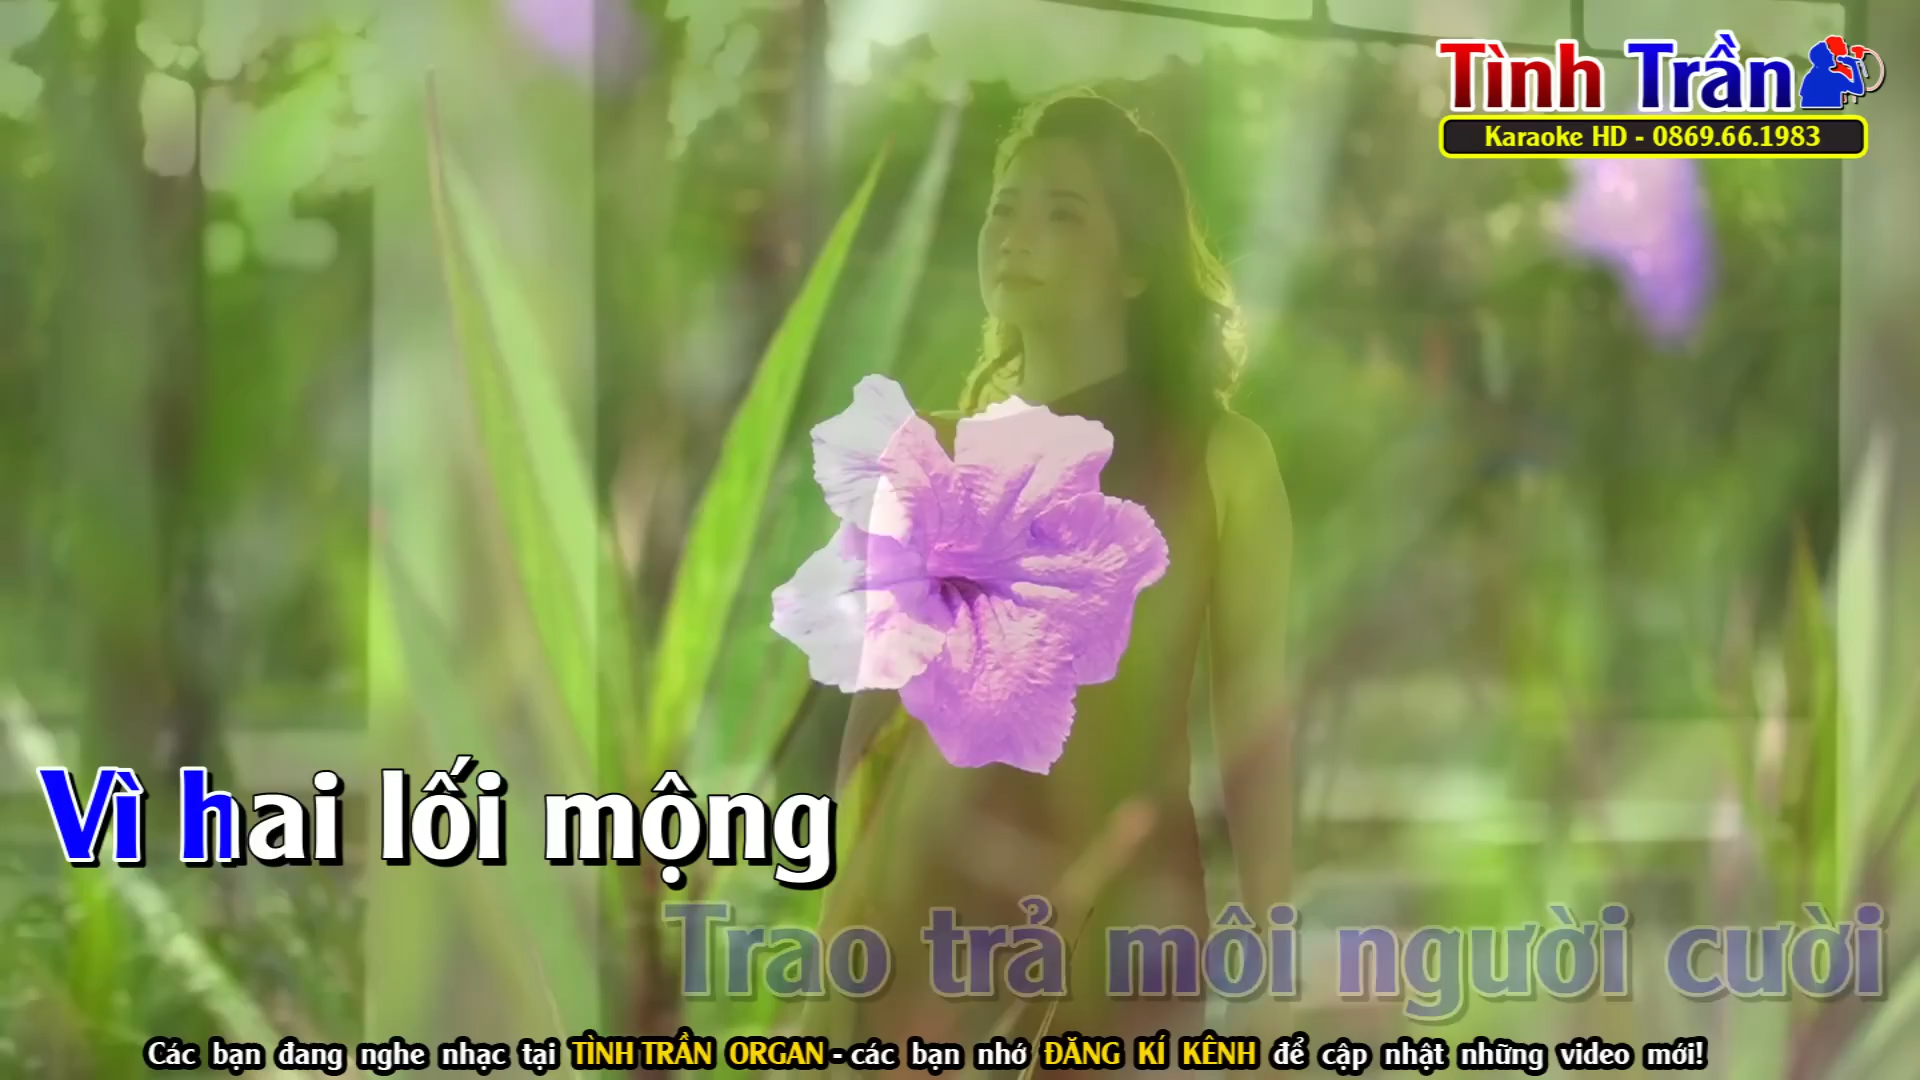 Tình Trần
Karaoke HD - 0869.66.1983
Vì hai lối mộng
Trao trả môi người cười
Các bạn đang nghe nhạc tại TÌNH TRẦN ORGAN - các bạn nhớ ĐĂNG KÍ KÊNH để cập nhật những video mới!